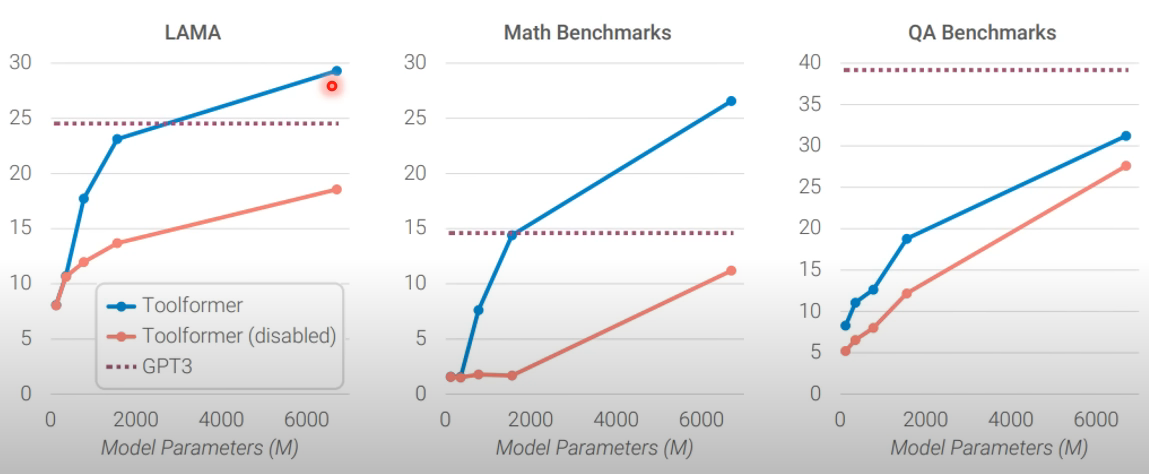 LAMA
30
25
20
15
10
5
0
0 2000 4000 6000
Model Parameters (M)
Toolformer
Toolformer (disabled)
GPT3
Math Benchmarks
30
25
20
15
10
5
0
0 2000 4000 6000
Model Parameters (M)
QA Benchmarks
40
35
30
25
20
15
10
5
0
0 2000 4000 6000
Model Parameters (M)